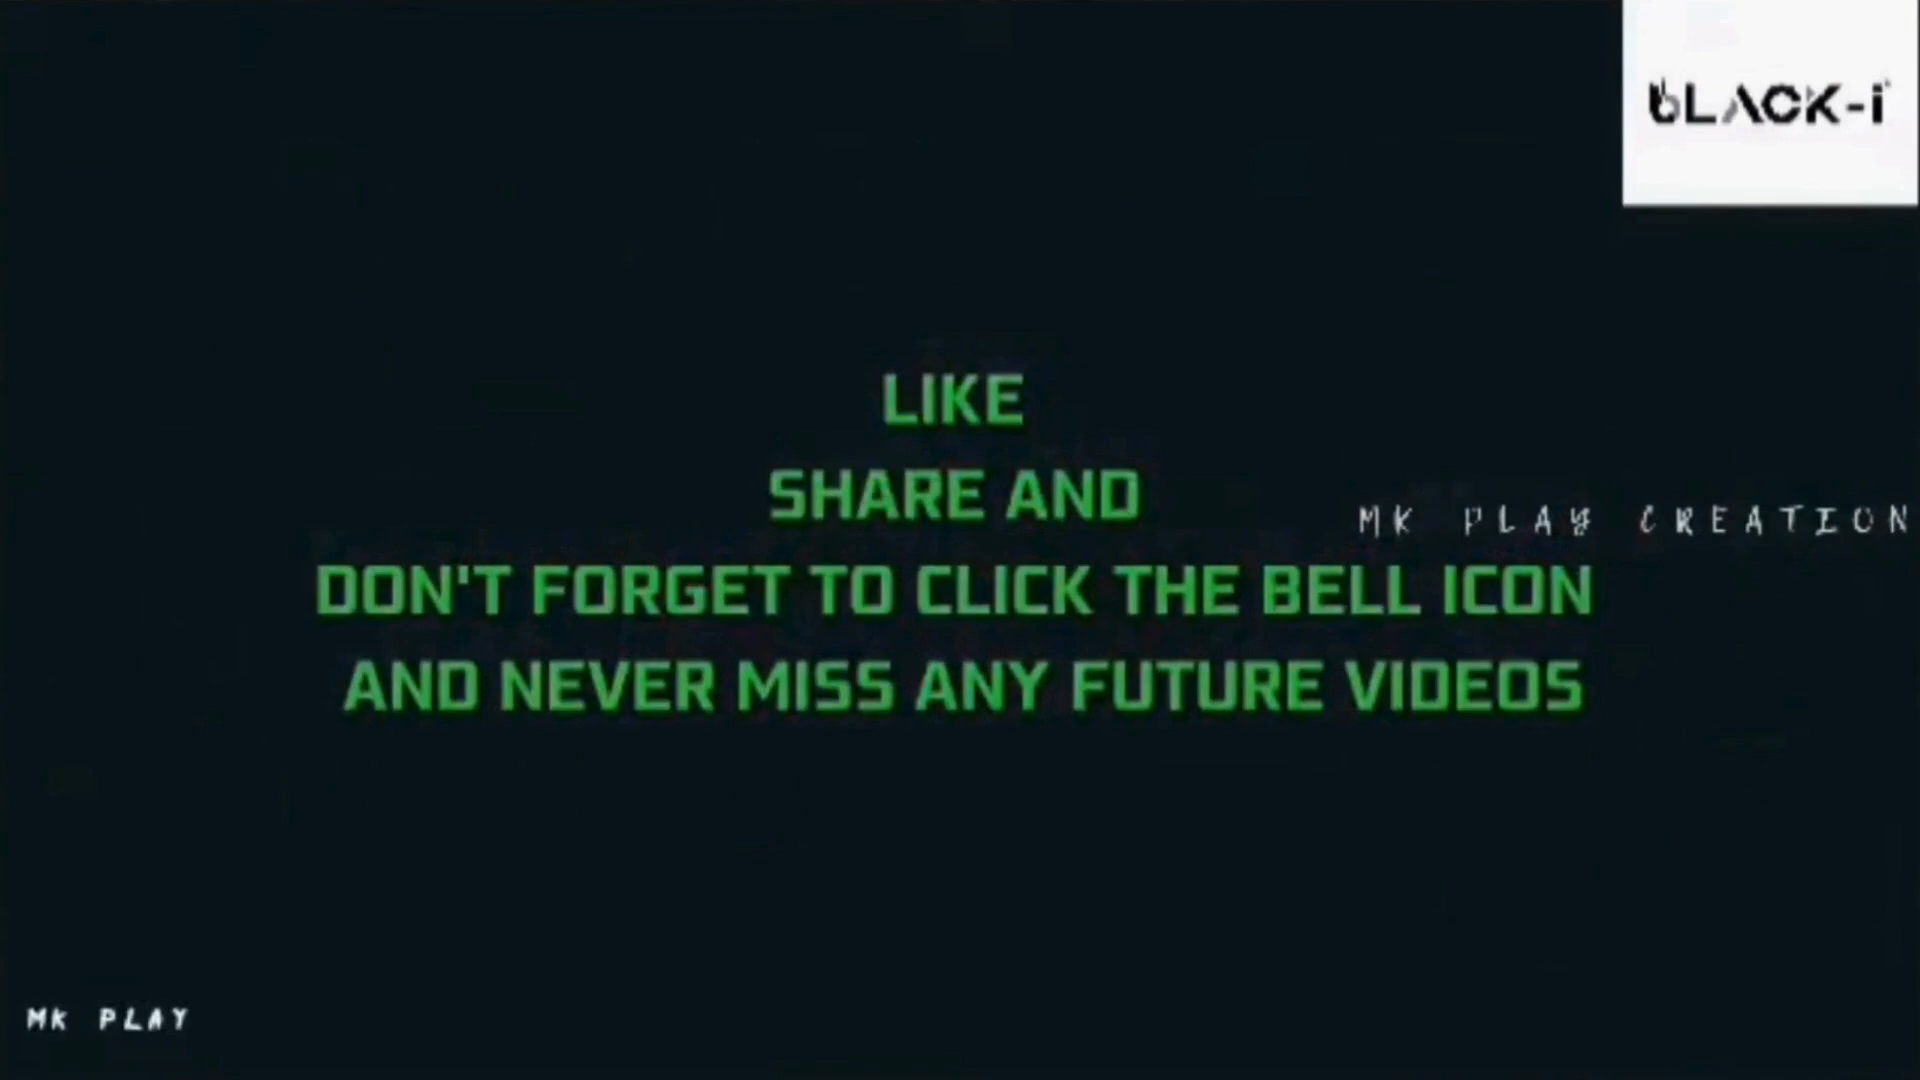 bLACK-i
LIKE
SHARE AND
MK PLAY CREATION
DON'T FORGET TO CLICK THE BELL ICON
AND NEVER MISS ANY FUTURE VIDEOS
MK PLAY